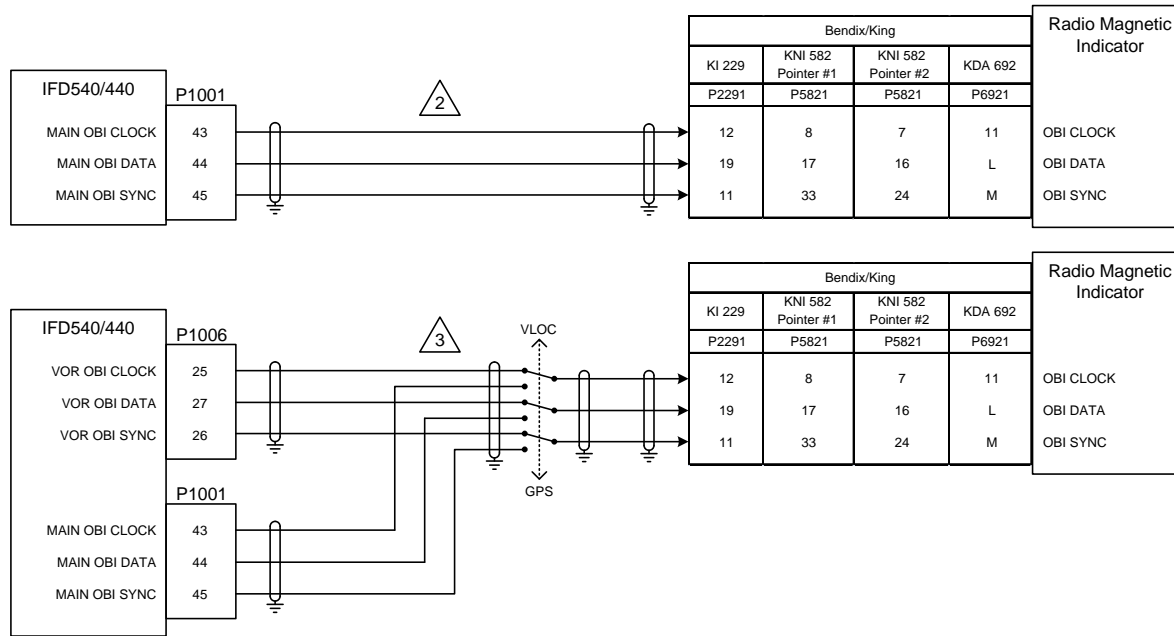 Bendix/King
Radio Magnetic
Indicator
KI 229
KNI 582
Pointer #1
KNI 582
Pointer #2
KDA 692
IFD540/440
P1001
P2291
P5821
P5821
P6921
2
MAIN OBI CLOCK
43
12
8
7
11
OBI CLOCK
MAIN OBI DATA
44
19
17
16
L
OBI DATA
MAIN OBI SYNC
45
11
33
24
M
OBI SYNC
Bendix/King
Radio Magnetic
Indicator
KI 229
KNI 582
Pointer #1
KNI 582
Pointer #2
KDA 692
IFD540/440
P1006
3
VLOC
P2291
P5821
P5821
P6921
VOR OBI CLOCK
25
12
8
7
11
OBI CLOCK
VOR OBI DATA
27
19
17
16
L
OBI DATA
VOR OBI SYNC
26
11
33
24
M
OBI SYNC
GPS
P1001
MAIN OBI CLOCK
43
MAIN OBI DATA
44
MAIN OBI SYNC
45